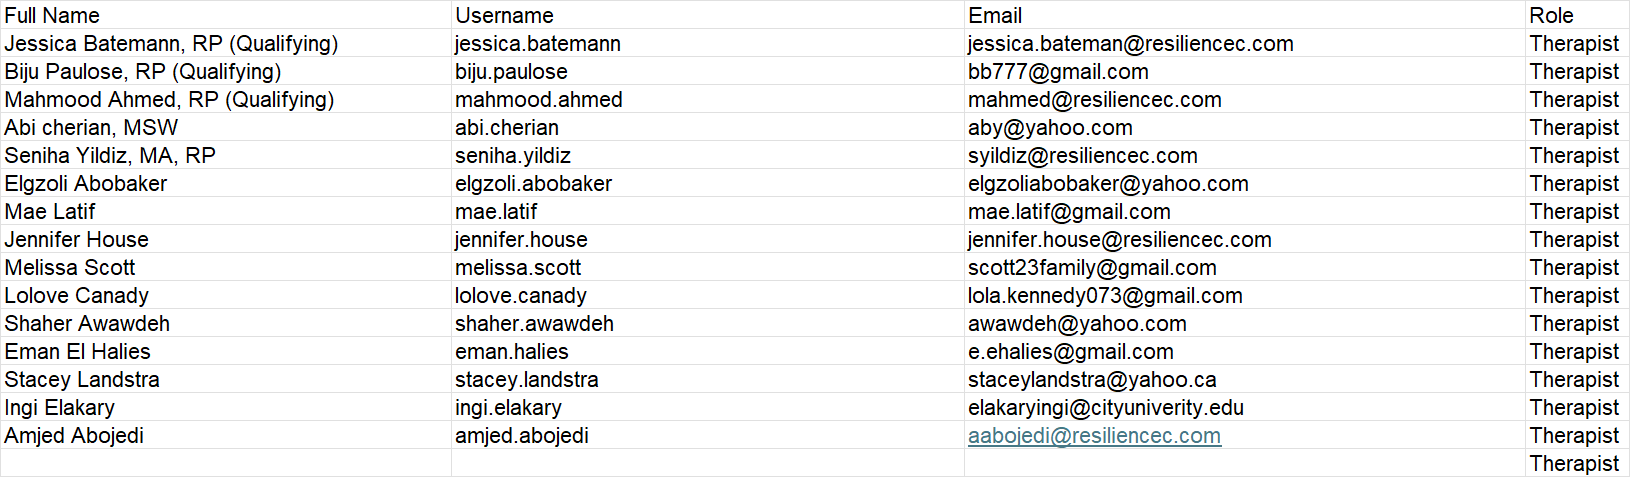 Full Name Username Email Role
Jessica Batemann, RP (Qualifying) jessica.batemann jessica.bateman@resiliencec.com Therapist
Biju Paulose, RP (Qualifying) biju.paulose bb777@gmail.com Therapist
Mahmood Ahmed, RP (Qualifying) mahmood.ahmed mahmed@resiliencec.com Therapist
Abi cherian, MSW abi.cherian aby@yahoo.com Therapist
Seniha Yildiz, MA, RP seniha.yildiz syildiz@resiliencec.com Therapist
Elgzoli Abobaker elgzoli.abobaker elgzoliabobaker@yahoo.com Therapist
Mae Latif mae.latif mae.latif@gmail.com Therapist
Jennifer House jennifer.house jennifer.house@resiliencec.com Therapist
Melissa Scott melissa.scott scott23family@gmail.com Therapist
Lolove Canady lolove.canady lola.kennedy073@gmail.com Therapist
Shaher Awawdeh shaher.awawdeh awawdeh@yahoo.com Therapist
Eman El Halies eman.halies e.ehalies@gmail.com Therapist
Stacey Landstra stacey.landstra staceylandstra@yahoo.ca Therapist
Ingi Elakary ingi.elakary elakaryingi@cityuniverity.edu Therapist
Amjed Abojedi amjed.abojedi aabojedi@resiliencec.com Therapist
Therapist